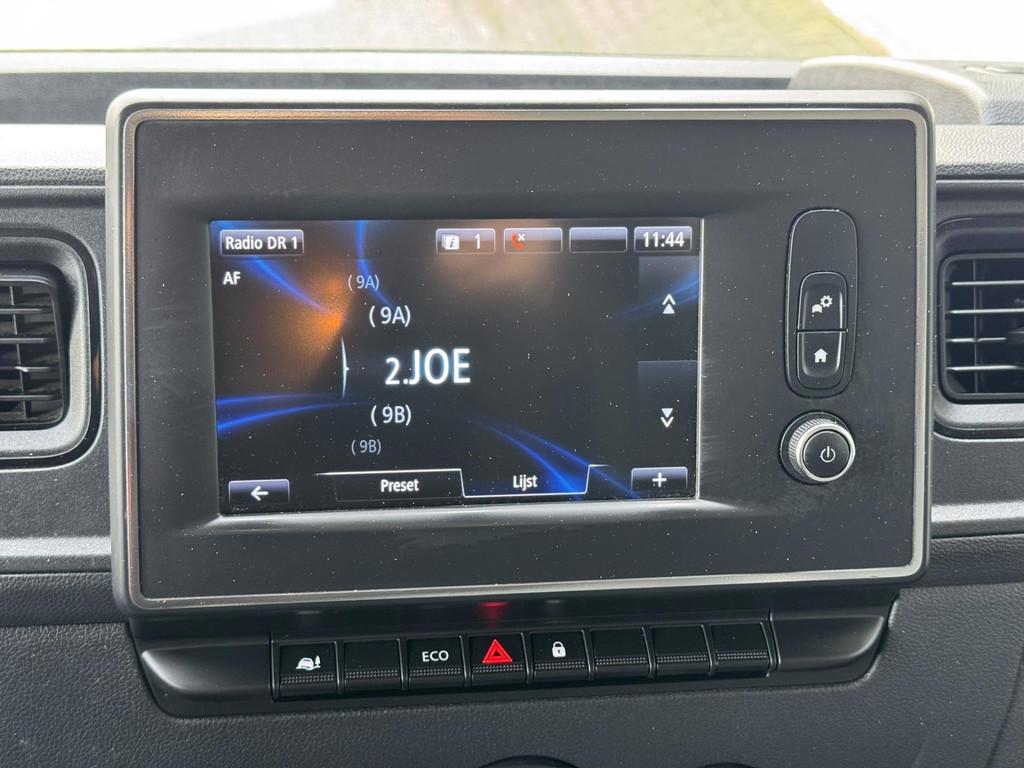 Radio DR 1
1
11:44
AF
(9A)
(9A)
2.JOE
(9B)
(9B)
Preset
Lijst
ECO